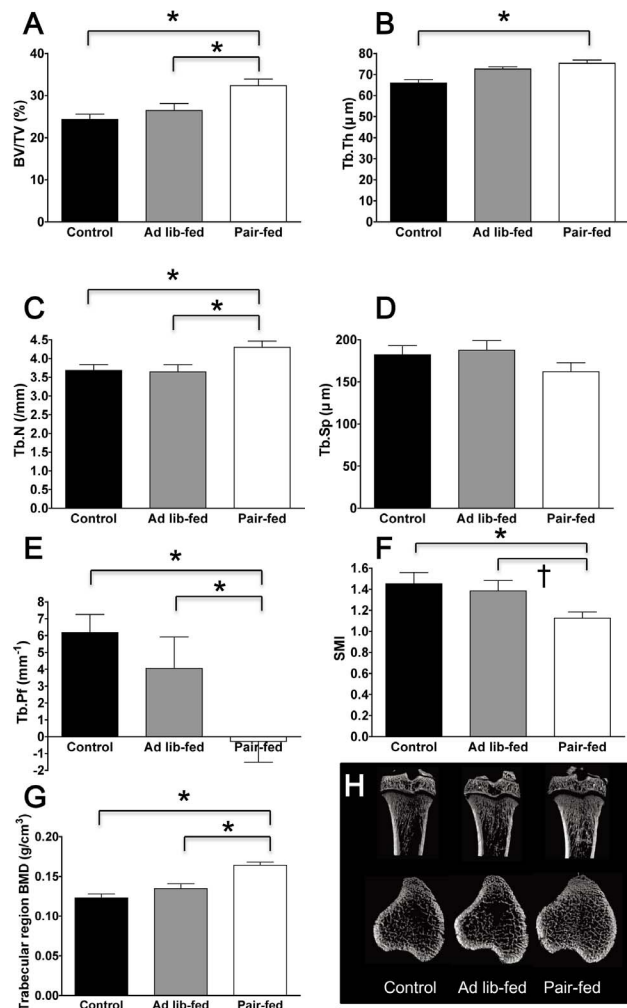 A
*
*
BV/TV (%)
40
30
20
10
0
Control Ad lib-fed Pair-fed
B
*
Tb.Th (μ m)
80
70
60
50
40
30
20
10
0
Control Ad lib-fed Pair-fed
C
*
*
Tb.N (/mm)
4.5
4.0
3.5
3.0
2.5
2.0
1.5
1.0
0.5
0.0
Control Ad lib-fed Pair-fed
D
Tb.Sp (μ m)
200
150
100
50
0
Control Ad lib-fed Pair-fed
E
*
*
Tb.Pf (mm⁻¹)
8
7
6
5
4
3
2
1
0
-1
-2
Control Ad lib-fed Pair-fed
F
*
†
SMI
1.6
1.4
1.2
1.0
0.8
0.6
0.4
0.2
0.0
Control Ad lib-fed Pair-fed
G
*
*
Trabecular region BMD (g/cm³)
0.20
0.15
0.10
0.05
0.00
Control Ad lib-fed Pair-fed
H
Control Ad lib-fed Pair-fed